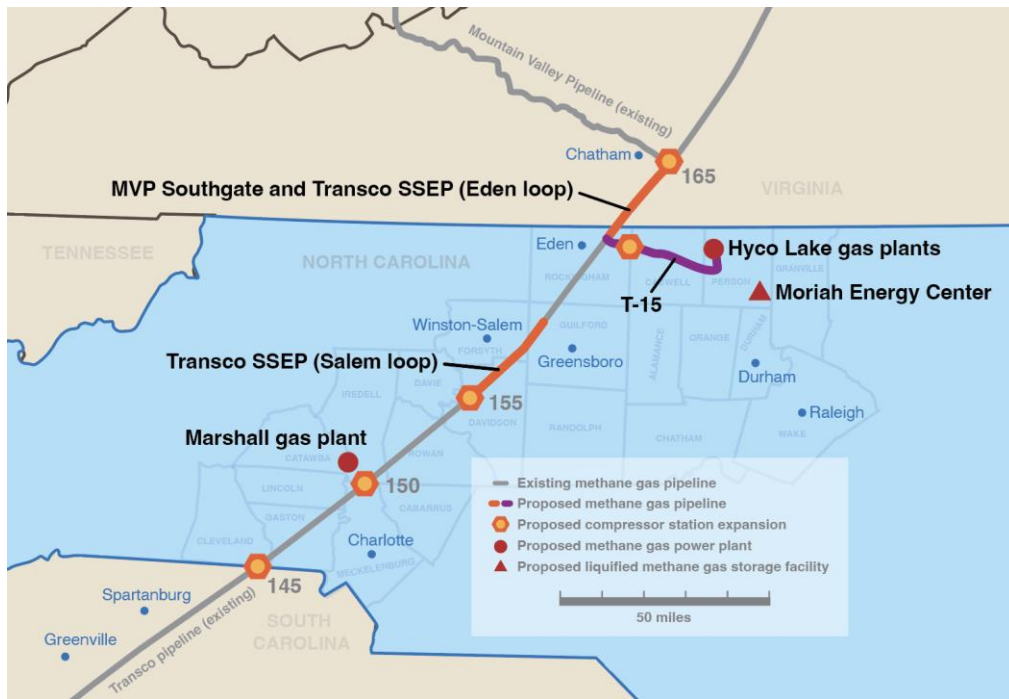 Mountain Valley Pipeline (existing)
Chatham
165
MVP Southgate and Transco SSEP (Eden loop)
VIRGINIA
TENNESSEE
NORTH CAROLINA
Eden
Hyco Lake gas plants
ROCKINGHAM
CASWELL
PERSON
GRANVILLE
T-15
Moriah Energy Center
Winston-Salem
FORSYTH
GUILFORD
Greensboro
ALAMANCE
ORANGE
DURHAM
Durham
Transco SSEP (Salem loop)
DAVIE
IREDELL
155
DAVIDSON
RANDOLPH
CHATHAM
Raleigh
WAKE
Marshall gas plant
CATAWBA
ROWAN
150
LINCOLN
CABARRUS
GASTON
CLEVELAND
Charlotte
MECKLENBURG
145
Spartanburg
Greenville
Transco pipeline (existing)
SOUTH
CAROLINA
Existing methane gas pipeline
Proposed methane gas pipeline
Proposed compressor station expansion
Proposed methane gas power plant
Proposed liquified methane gas storage facility
50 miles